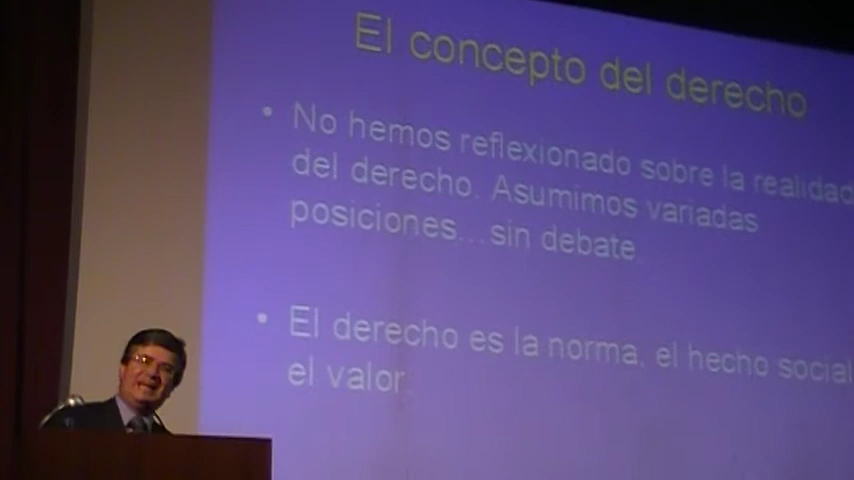 El concepto del derecho
• No hemos reflexionado sobre la realidad
del derecho. Asumimos variadas
posiciones...sin debate
• El derecho es la norma, el hecho social
el valor.